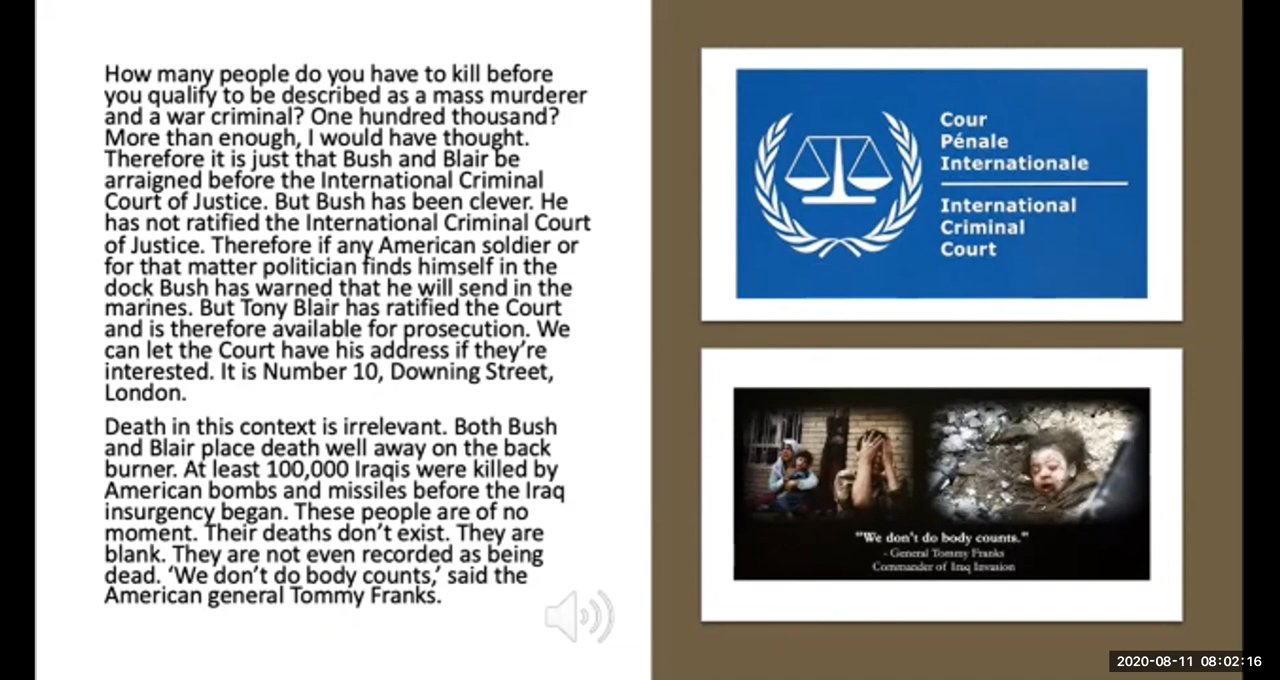 How many people do you have to kill before
you qualify to be described as a mass murderer
and a war criminal? One hundred thousand?
More than enough, I would have thought.
Therefore it is just that Bush and Blair be
arraigned before the International Criminal
Court of Justice. But Bush has been clever. He
has not ratified the International Criminal Court
of Justice. Therefore if any American soldier or
for that matter politician finds himself in the
dock Bush has warned that he will send in the
marines. But Tony Blair has ratified the Court
and is therefore available for prosecution. We
can let the Court have his address if they’re
interested. It is Number 10, Downing Street,
London.
Death in this context is irrelevant. Both Bush
and Blair place death well away on the back
burner. At least 100,000 Iraqis were killed by
American bombs and missiles before the Iraq
insurgency began. These people are of no
moment. Their deaths don’t exist. They are
blank. They are not even recorded as being
dead. ‘We don’t do body counts,’ said the
American general Tommy Franks.
Cour
Pénale
Internationale
International
Criminal
Court
"We don't do body counts."
- General Tommy Franks
Commander of Iraq Invasion
2020-08-11 08:02:16